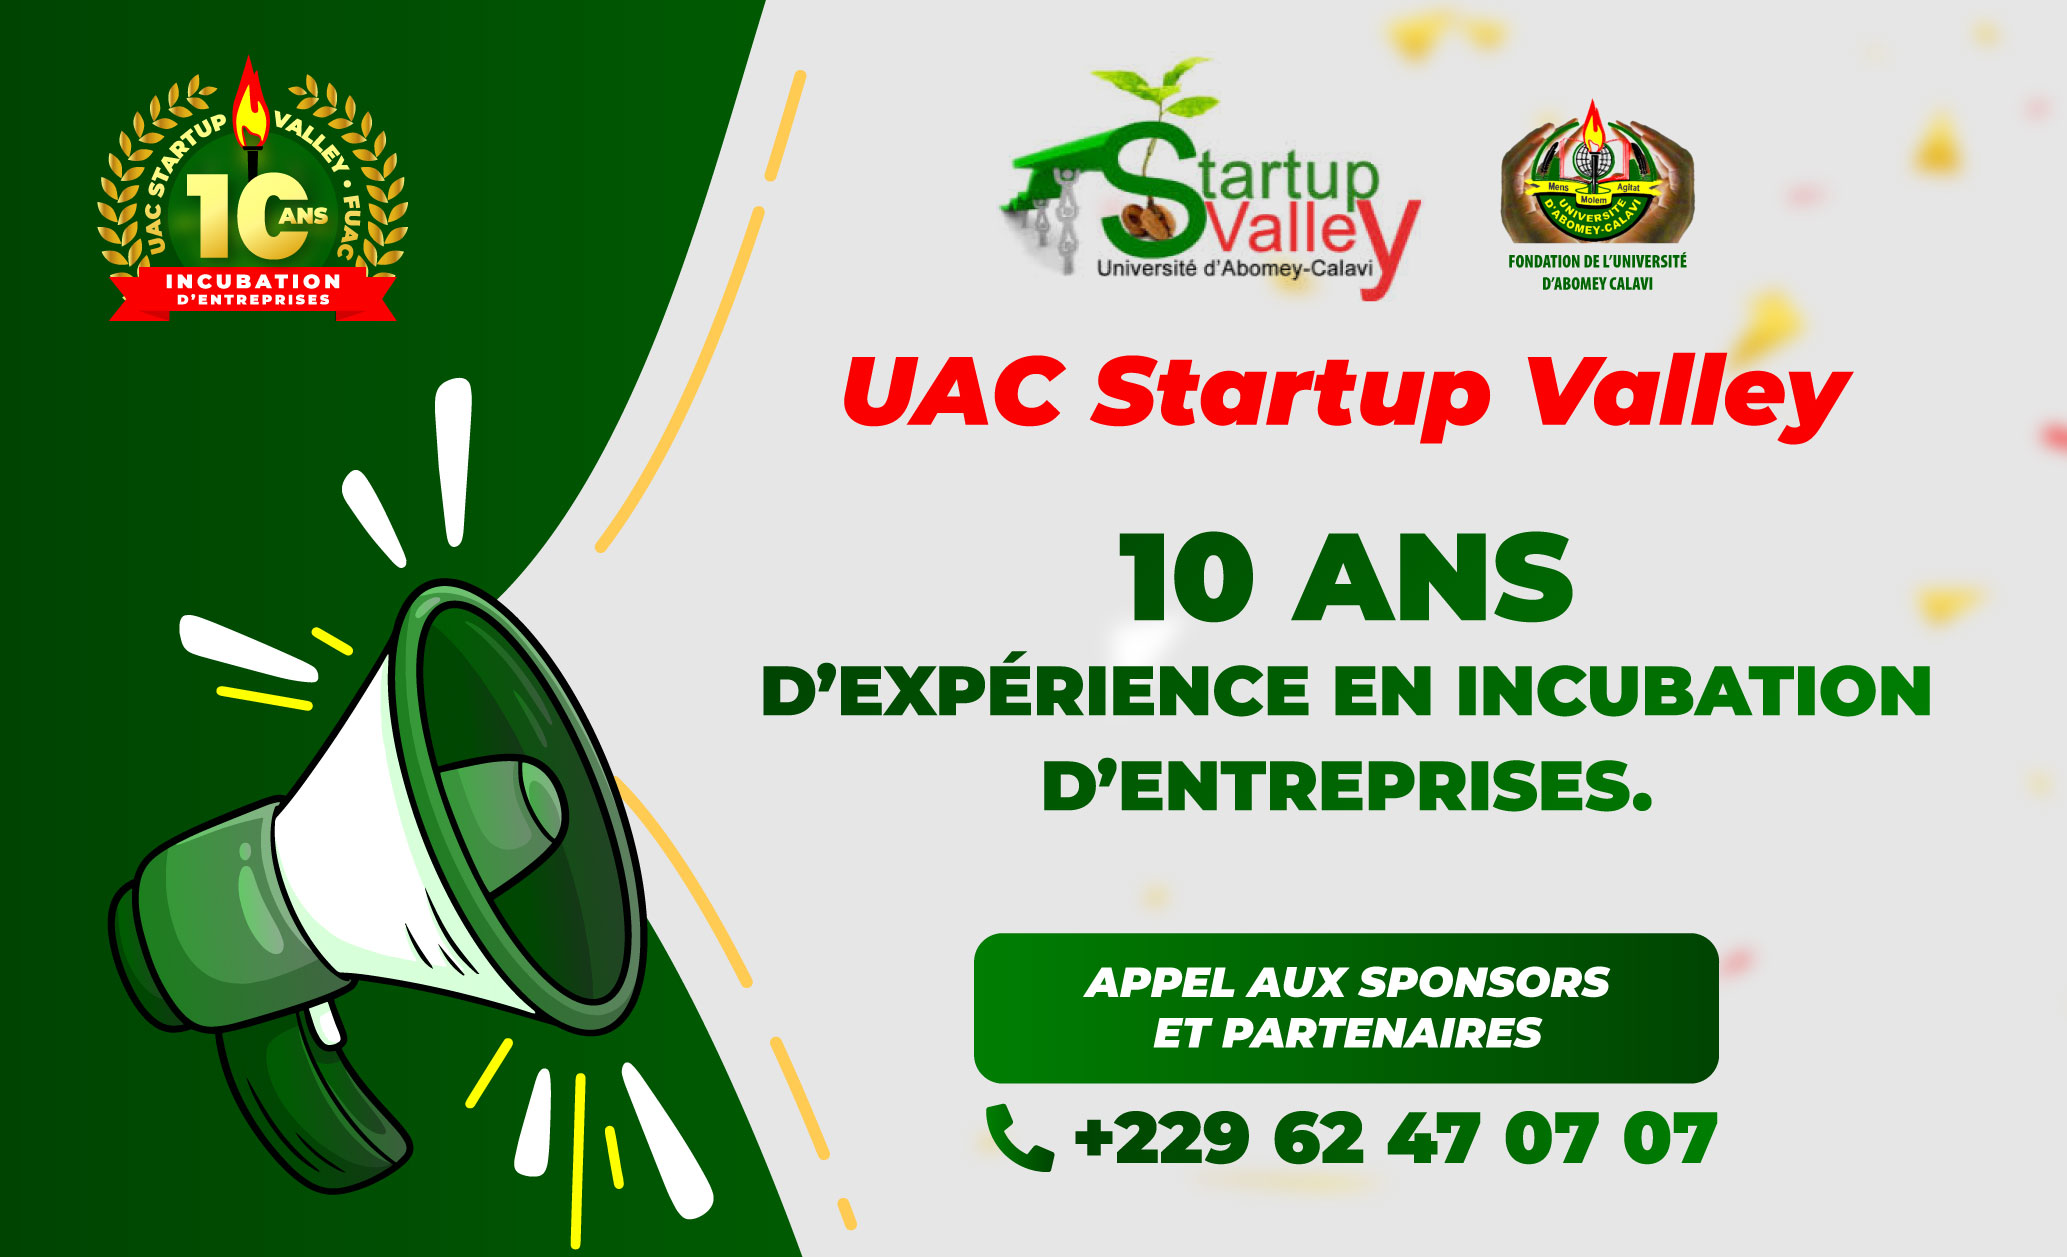 UAC STARTUP VALLEY • FUAC
10
ANS
INCUBATION
D'ENTREPRISES
Startup
Valley
Université d'Abomey-Calavi
Mens Agitat
Molem
UNIVERSITE
D'ABOMEY-CALAVI
FONDATION DE L'UNIVERSITÉ
D'ABOMEY CALAVI
UAC Startup Valley
10 ANS
D'EXPÉRIENCE EN INCUBATION
D'ENTREPRISES.
APPEL AUX SPONSORS
ET PARTENAIRES
+229 62 47 07 07